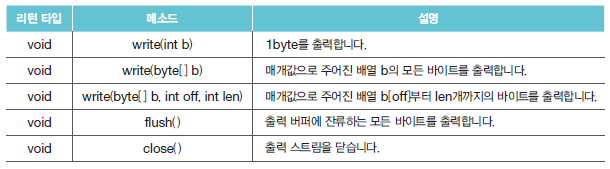 리턴 타입 메소드 설명
void write(int b) 1byte를 출력합니다.
void write(byte[ ] b) 매개값으로 주어진 배열 b의 모든 바이트를 출력합니다.
void write(byte[ ] b, int off, int len) 매개값으로 주어진 배열 b[off]부터 len개까지의 바이트를 출력합니다.
void flush( ) 출력 버퍼에 잔류하는 모든 바이트를 출력합니다.
void close( ) 출력 스트림을 닫습니다.